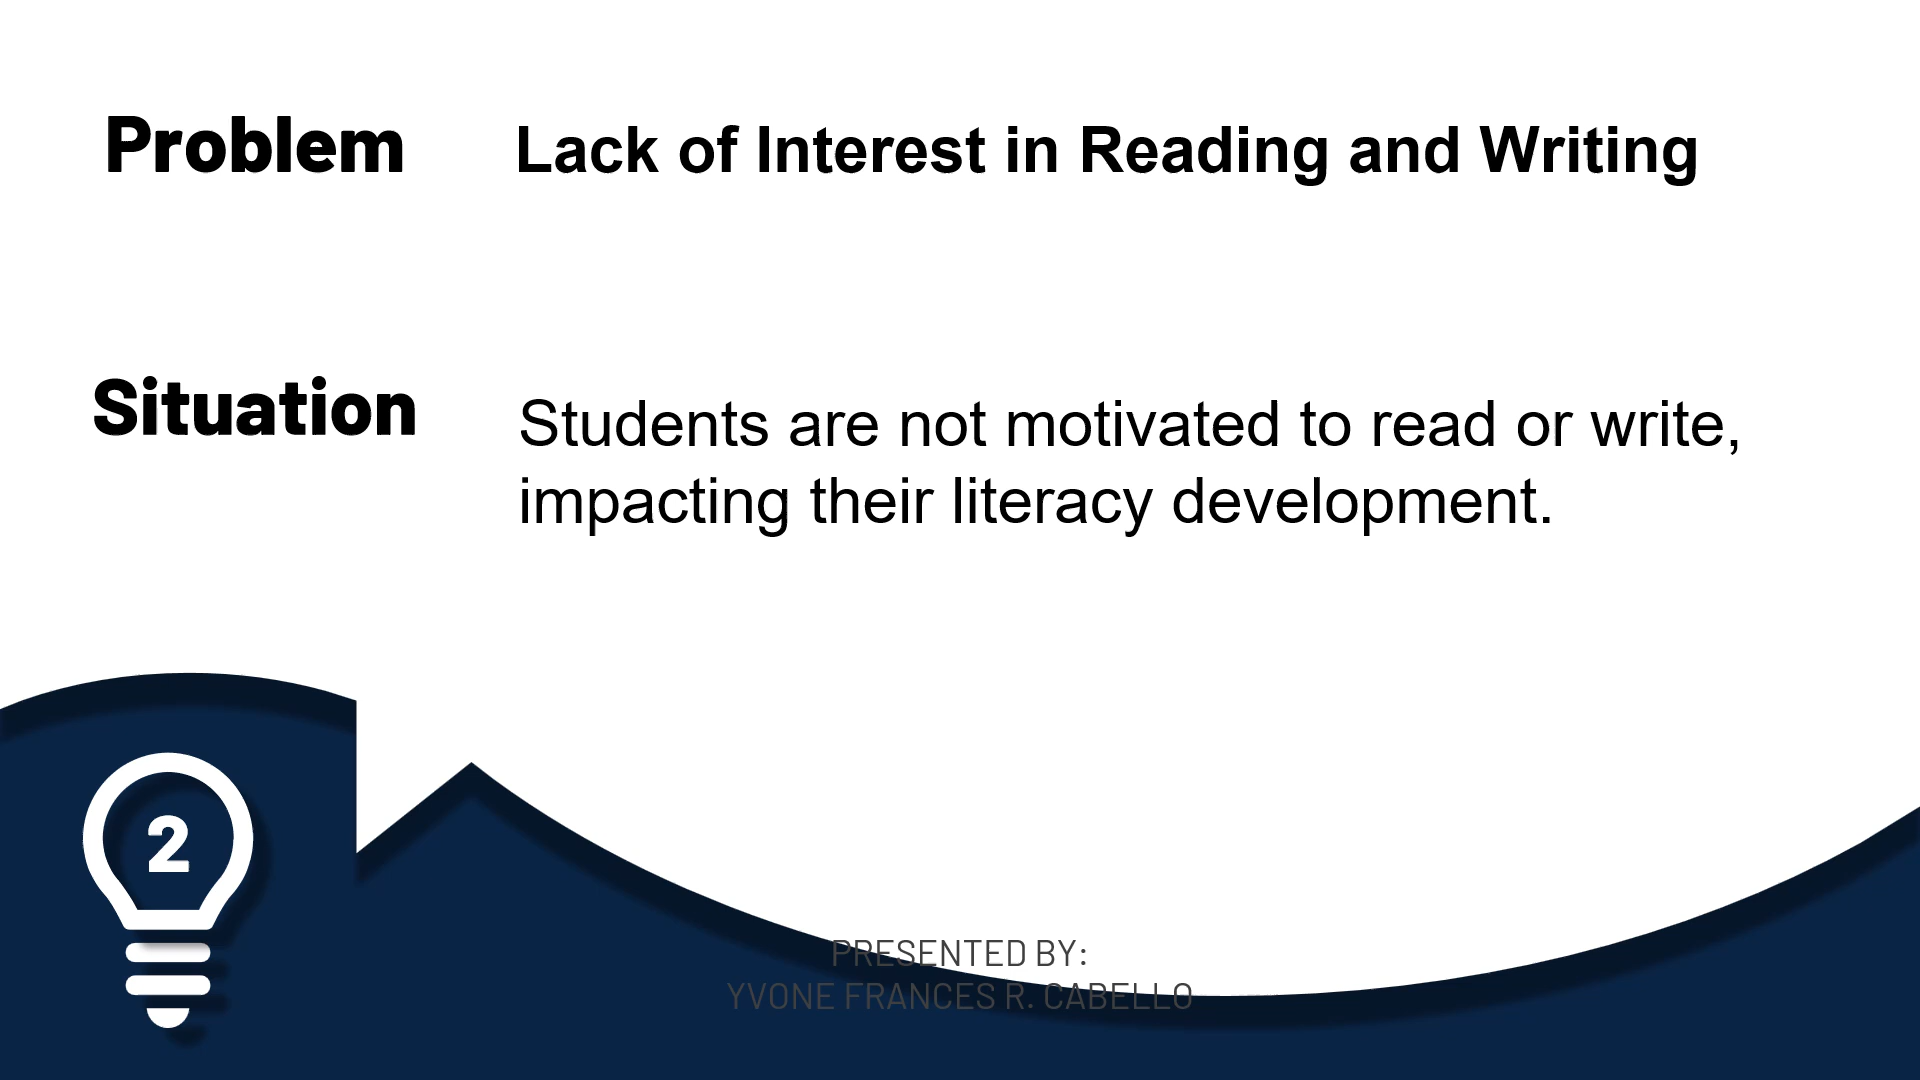 Problem
Lack of Interest in Reading and Writing
Situation
Students are not motivated to read or write,
impacting their literacy development.
2
PRESENTED BY:
YVONE FRANCES R. CABELLO